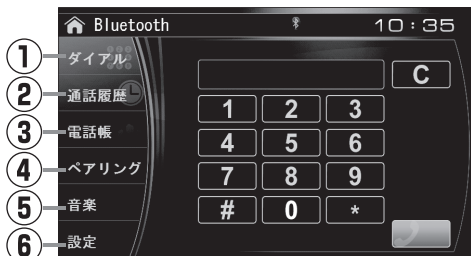 Bluetooth 10:35
① ダイアル
② 通話履歴
③ 電話帳
④ ペアリング
⑤ 音楽
⑥ 設定
C
1 2 3
4 5 6
7 8 9
# 0 *